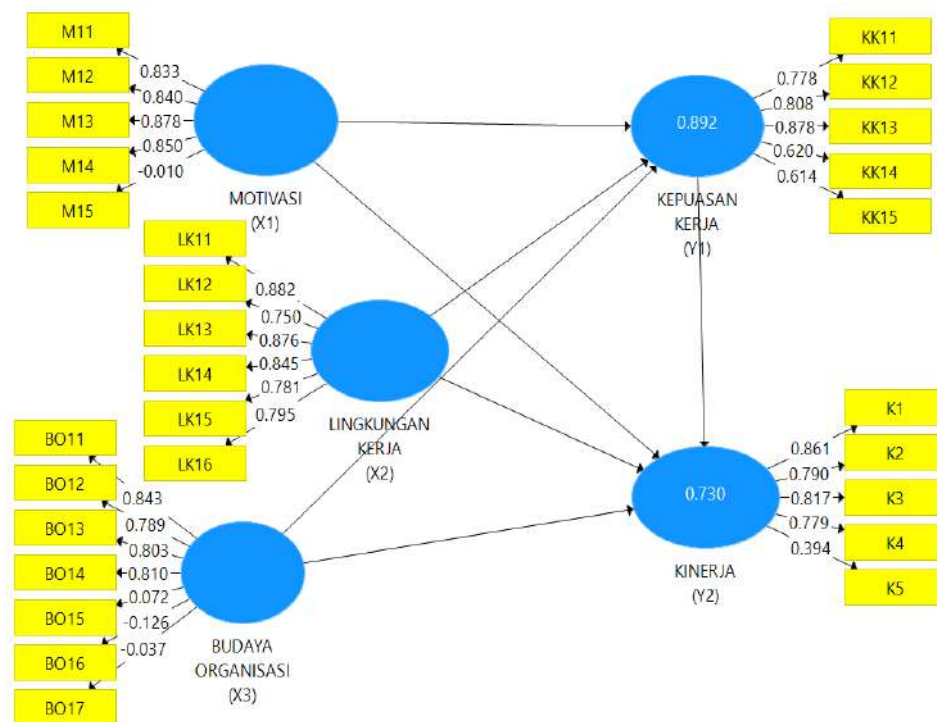 M11
M12
M13
M14
M15
0.833
0.840
0.878
0.850
-0.010
MOTIVASI
(X1)
LK11
LK12
LK13
LK14
LK15
LK16
0.882
0.750
0.876
0.845
0.781
0.795
LINGKUNGAN
KERJA
(X2)
BO11
BO12
BO13
BO14
BO15
BO16
BO17
0.843
0.789
0.803
0.810
0.072
-0.126
-0.037
BUDAYA
ORGANISASI
(X3)
0.892
KEPUASAN
KERJA
(Y1)
0.778
0.808
0.878
0.620
0.614
KK11
KK12
KK13
KK14
KK15
0.730
KINERJA
(Y2)
0.861
0.790
0.817
0.779
0.394
K1
K2
K3
K4
K5